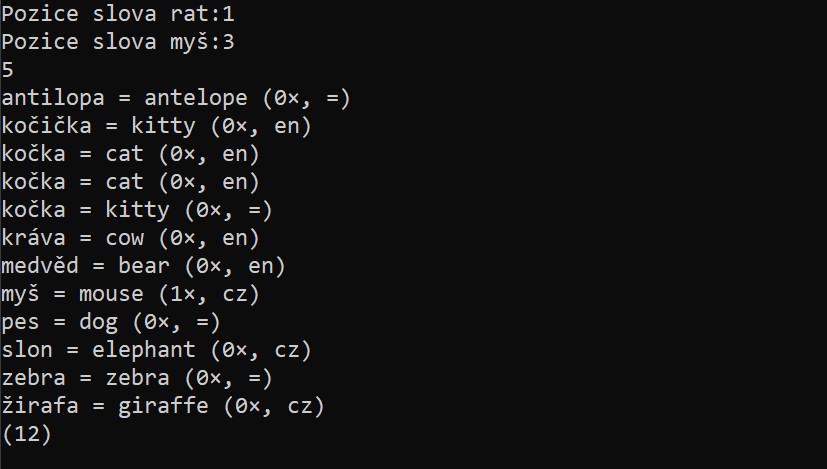 Pozice slova rat:1
Pozice slova myš:3
5
antilopa = antelope (0×, =)
kočička = kitty (0×, en)
kočka = cat (0×, en)
kočka = cat (0×, en)
kočka = kitty (0×, =)
kráva = cow (0×, en)
medvěd = bear (0×, en)
myš = mouse (1×, cz)
pes = dog (0×, =)
slon = elephant (0×, cz)
zebra = zebra (0×, =)
žirafa = giraffe (0×, cz)
(12)